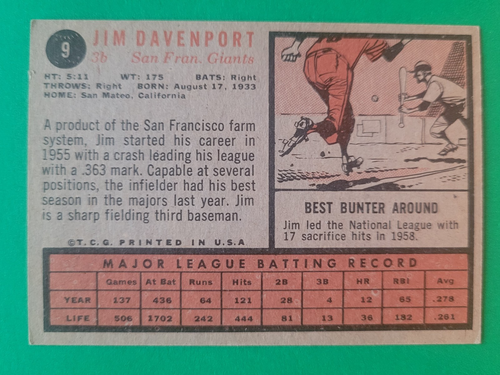 9
JIM DAVENPORT
3b San Fran. Giants
HT: 5:11 WT: 175 BATS: Right
THROWS: Right BORN: August 17, 1933
HOME: San Mateo, California
A product of the San Francisco farm
system, Jim started his career in
1955 with a crash leading his league
with a .363 mark. Capable at several
positions, the infielder had his best
season in the majors last year. Jim
is a sharp fielding third baseman.
©T.C.G. PRINTED IN U.S.A
BEST BUNTER AROUND
Jim led the National League with
17 sacrifice hits in 1958.
MAJOR LEAGUE BATTING RECORD
Games At Bat Runs Hits 2B 3B HR RBI Avg
YEAR 137 436 64 121 28 4 12 65 .278
LIFE 506 1702 242 444 81 13 36 182 .261